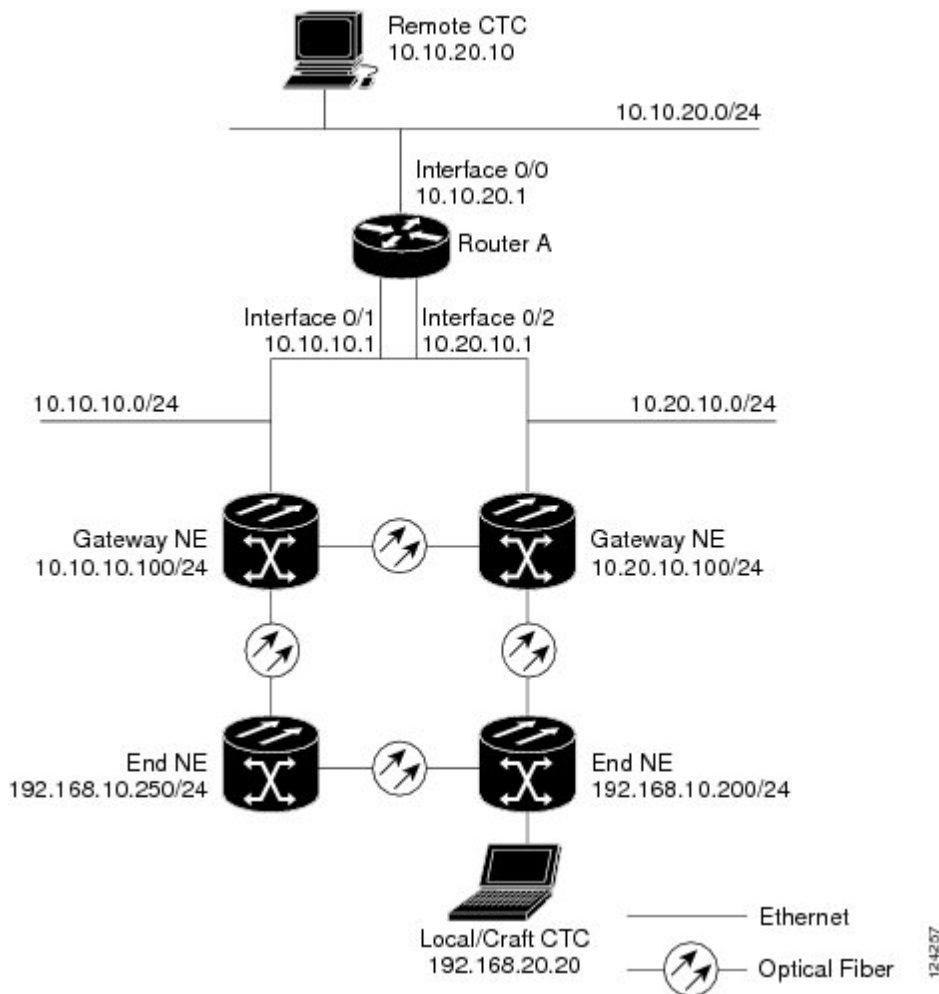 Remote CTC
10.10.20.10
10.10.20.0/24
Interface 0/0
10.10.20.1
Router A
Interface 0/1
10.10.10.1
Interface 0/2
10.20.10.1
10.10.10.0/24
10.20.10.0/24
Gateway NE
10.10.10.100/24
Gateway NE
10.20.10.100/24
End NE
192.168.10.250/24
End NE
192.168.10.200/24
Local/Craft CTC
192.168.20.20
Ethernet
Optical Fiber
124257